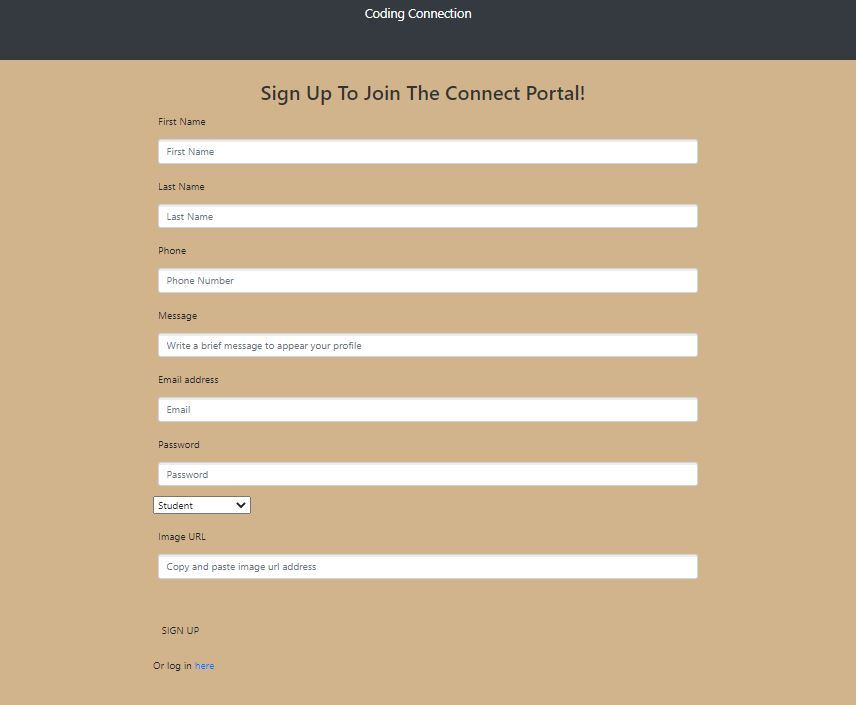 Coding Connection
Sign Up To Join The Connect Portal!
First Name
First Name
Last Name
Last Name
Phone
Phone Number
Message
Write a brief message to appear your profile
Email address
Email
Password
Password
Student
Image URL
Copy and paste image url address
SIGN UP
Or log in here